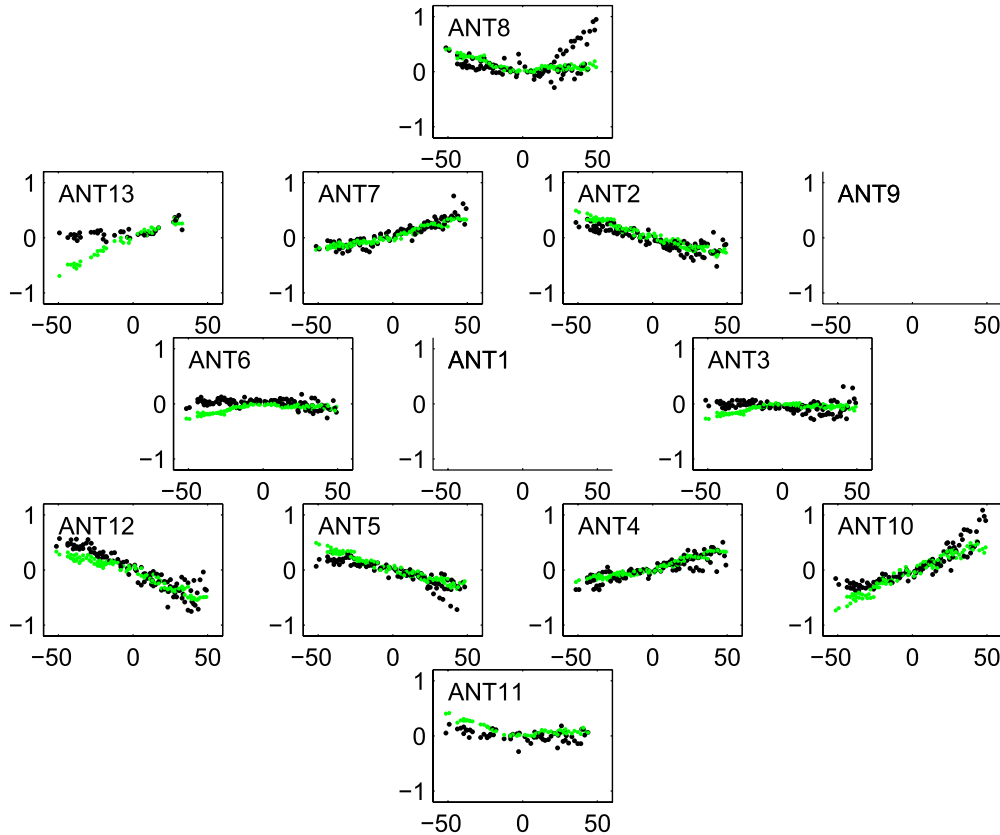 ANT8
1
0
−1
−50 0 50
ANT13 ANT7 ANT2 ANT9
1 1 1 1
0 0 0 0
−1 −1 −1 −1
−50 0 50 −50 0 50 −50 0 50 −50 0 50
ANT6 ANT1 ANT3
1 1 1
0 0 0
−1 −1 −1
−50 0 50 −50 0 50 −50 0 50
ANT12 ANT5 ANT4 ANT10
1 1 1 1
0 0 0 0
−1 −1 −1 −1
−50 0 50 −50 0 50 −50 0 50 −50 0 50
ANT11
1
0
−1
−50 0 50